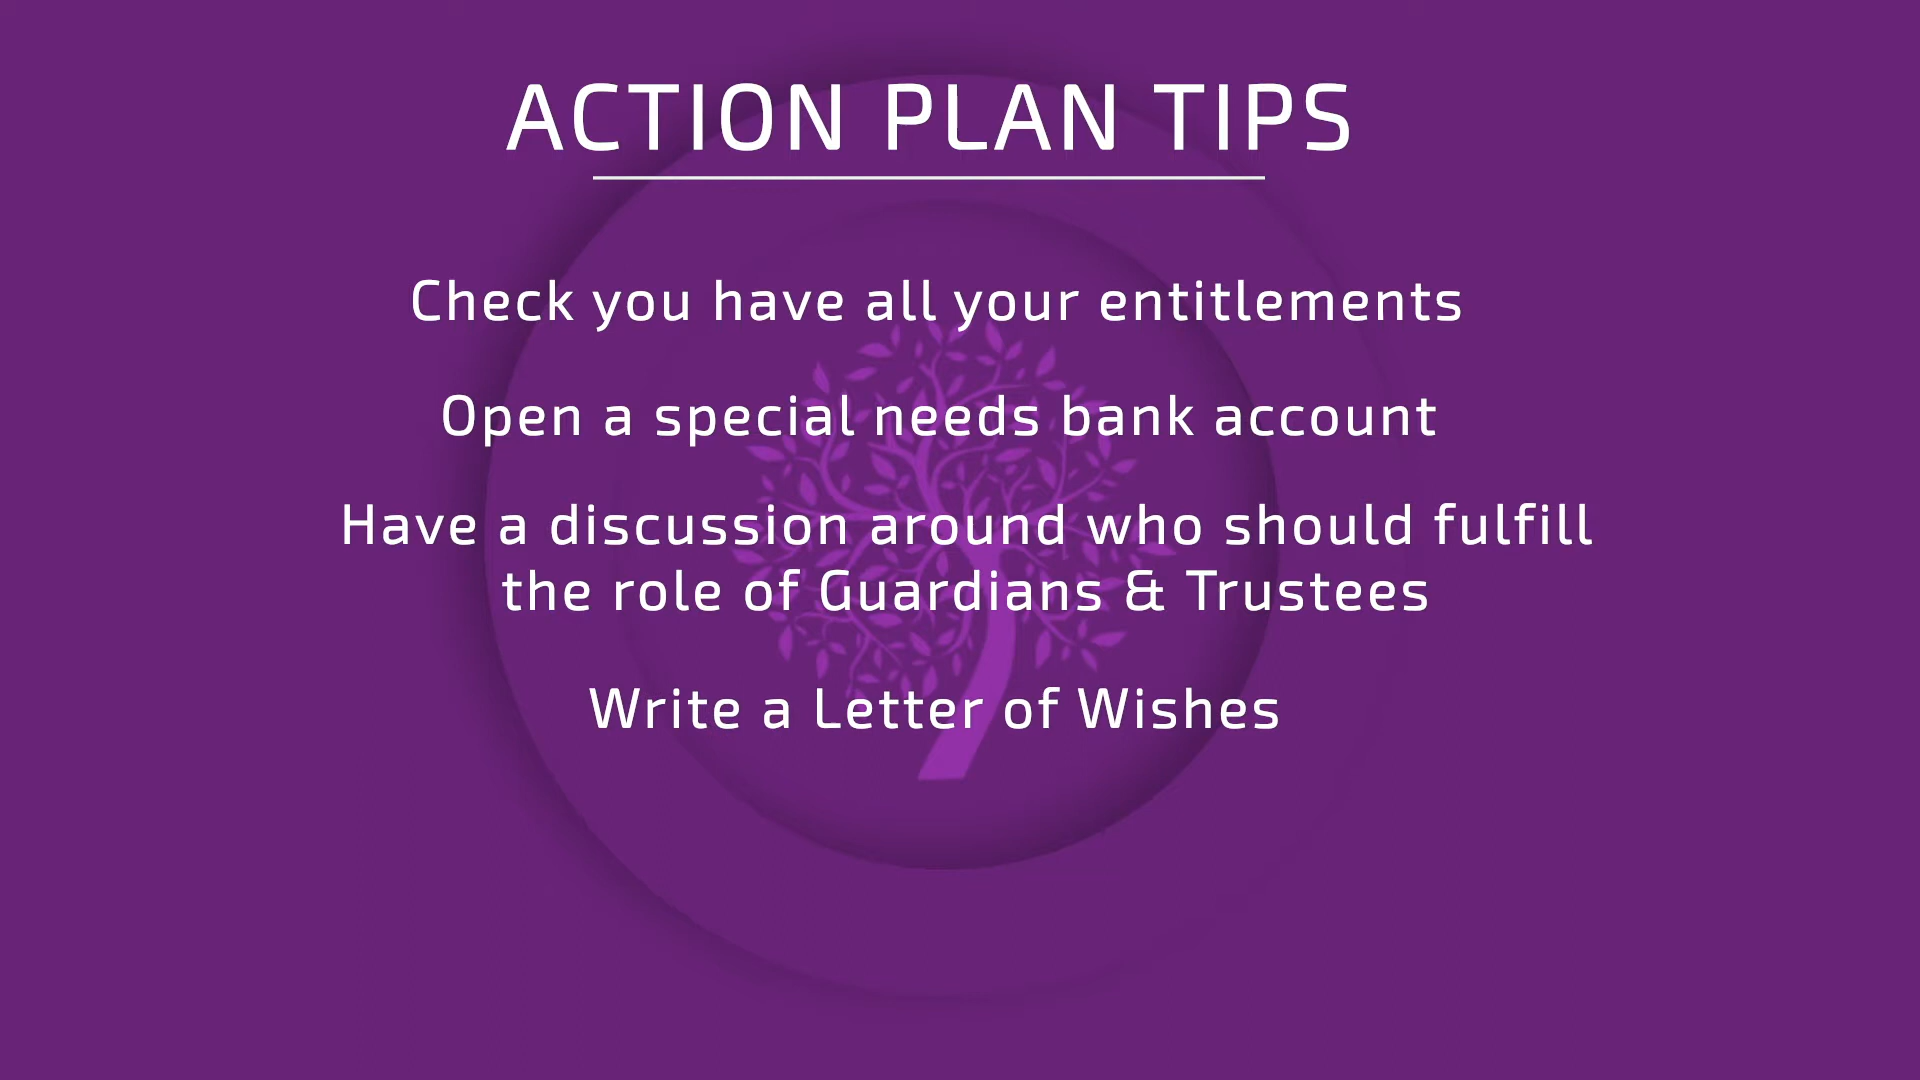 ACTION PLAN TIPS
Check you have all your entitlements
Open a special needs bank account
Have a discussion around who should fulfill
the role of Guardians & Trustees
Write a Letter of Wishes